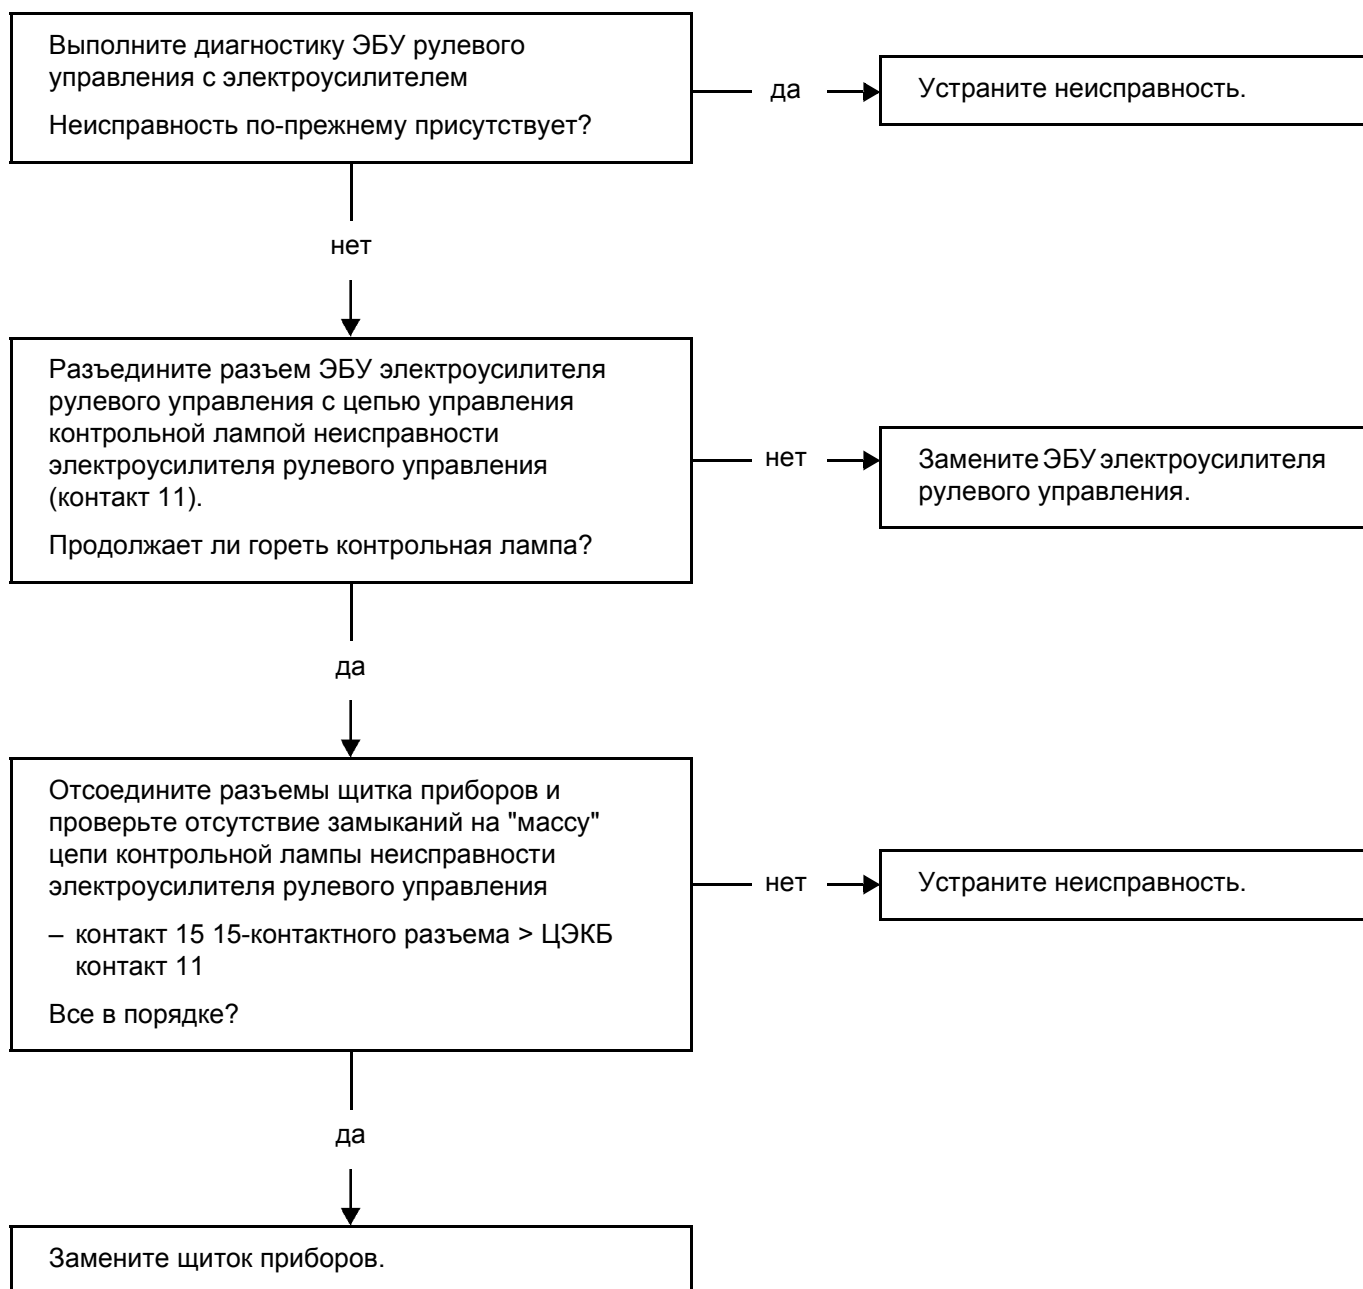 Выполните диагностику ЭБУ рулевого
управления с электроусилителем
Неисправность по-прежнему присутствует?
да
Устраните неисправность.
нет
Разъедините разъем ЭБУ электроусилителя
рулевого управления с цепью управления
контрольной лампой неисправности
электроусилителя рулевого управления
(контакт 11).
Продолжает ли гореть контрольная лампа?
нет
Замените ЭБУ электроусилителя
рулевого управления.
да
Отсоедините разъемы щитка приборов и
проверьте отсутствие замыканий на "массу"
цепи контрольной лампы неисправности
электроусилителя рулевого управления
– контакт 15 15-контактного разъема > ЦЭКБ
контакт 11
Все в порядке?
нет
Устраните неисправность.
да
Замените щиток приборов.